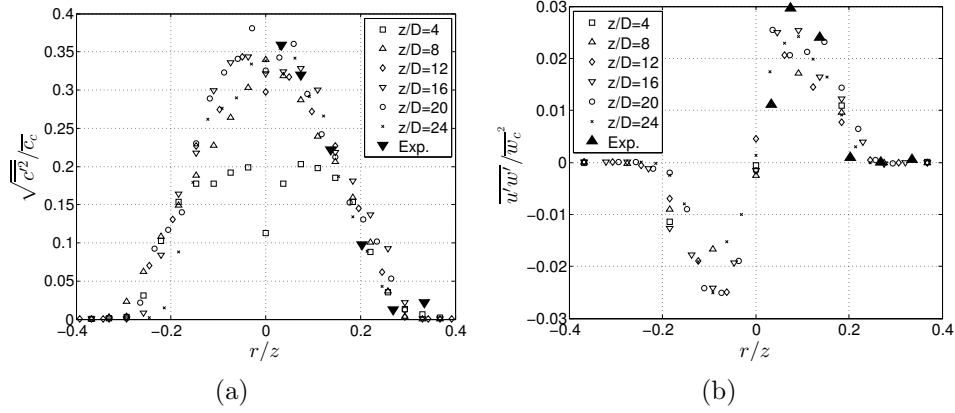 √c'²/c_c
0.4
0.35
0.3
0.25
0.2
0.15
0.1
0.05
0
−0.4
−0.2
0
0.2
0.4
r/z
z/D=4
z/D=8
z/D=12
z/D=16
z/D=20
z/D=24
Exp.
(a)
u'w'/w_c²
0.03
0.02
0.01
0
−0.01
−0.02
−0.03
−0.4
−0.2
0
0.2
0.4
r/z
z/D=4
z/D=8
z/D=12
z/D=16
z/D=20
z/D=24
Exp.
(b)